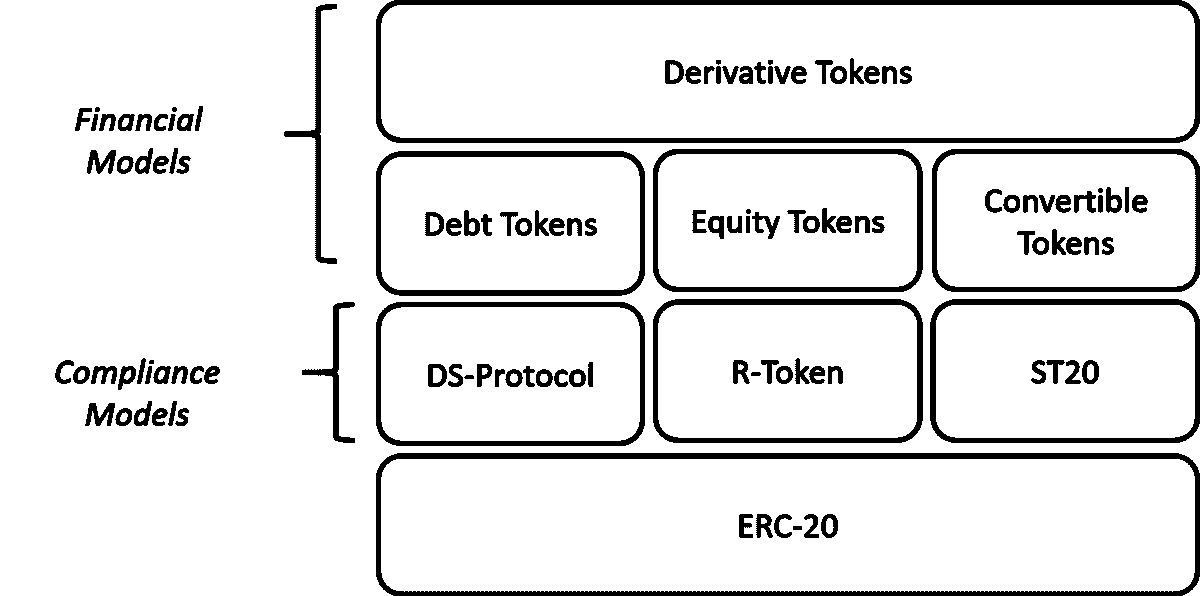 Derivative Tokens
Financial
Models
Debt Tokens
Equity Tokens
Convertible
Tokens
DS-Protocol
R-Token
ST20
Compliance
Models
ERC-20